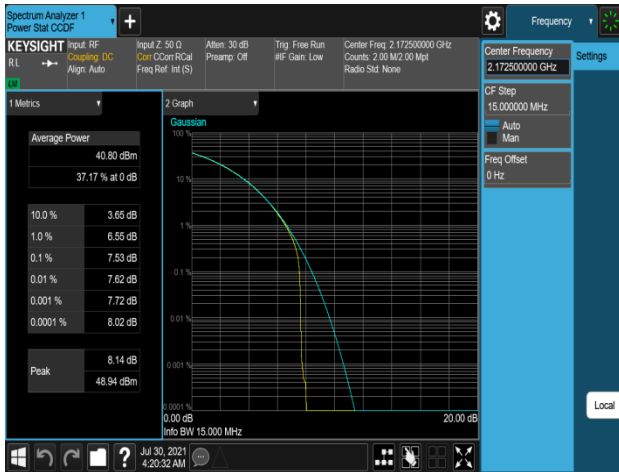 Spectrum Analyzer 1
Power Stat CCDF
Frequency
KEYSIGHT
R L
Input: RF
Coupling: DC
Align: Auto
Input Z: 50 Ω
Corr CCorr RCal
Freq Ref: Int (S)
Atten: 30 dB
Preamp: Off
Trig: Free Run
#IF Gain: Low
Center Freq: 2.172500000 GHz
Counts: 2.00 M/2.00 Mpt
Radio Std: None
Center Frequency
2.172500000 GHz
Settings
CF Step
15.000000 MHz
Auto
Man
Freq Offset
0 Hz
1 Metrics
Average Power
40.80 dBm
37.17 % at 0 dB
10.0 % 3.65 dB
1.0 % 6.55 dB
0.1 % 7.53 dB
0.01 % 7.62 dB
0.001 % 7.72 dB
0.0001 % 8.02 dB
Peak
8.14 dB
48.94 dBm
2 Graph
Gaussian
100 %
10 %
1 %
0.1 %
0.01 %
0.001 %
0.0001 %
0.00 dB
20.00 dB
Info BW 15.000 MHz
Local
Jul 30, 2021
4:20:32 AM